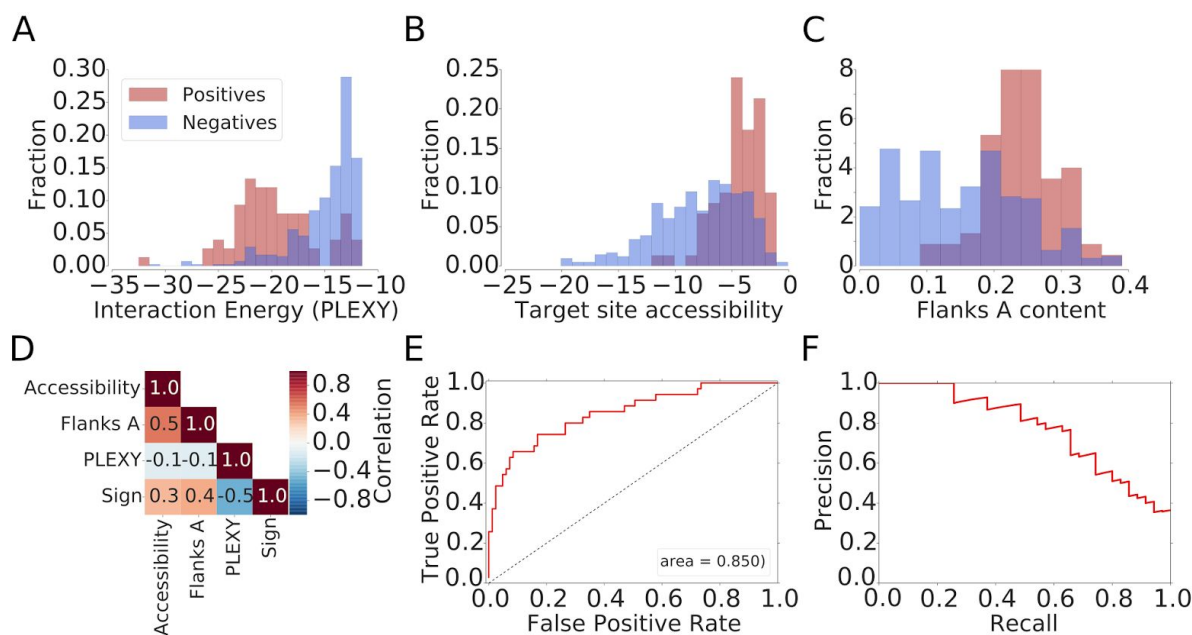 A
Fraction
0.30
0.25
0.20
0.15
0.10
0.05
0.00
Positives
Negatives
−35 −30 −25 −20 −15 −10
Interaction Energy (PLEXY)
B
Fraction
0.25
0.20
0.15
0.10
0.05
0.00
−25 −20 −15 −10 −5 0
Target site accessibility
C
Fraction
8
6
4
2
0
0.0 0.1 0.2 0.3 0.4
Flanks A content
D
Accessibility 1.0
Flanks A 0.5 1.0
PLEXY -0.1 -0.1 1.0
Sign 0.3 0.4 -0.5 1.0
Accessibility
Flanks A
PLEXY
Sign
0.8
0.4
0.0
−0.4
−0.8
Correlation
E
True Positive Rate
1.0
0.8
0.6
0.4
0.2
0.0
area = 0.850)
0.0 0.2 0.4 0.6 0.8 1.0
False Positive Rate
F
Precision
1.0
0.8
0.6
0.4
0.2
0.0
0.0 0.2 0.4 0.6 0.8 1.0
Recall